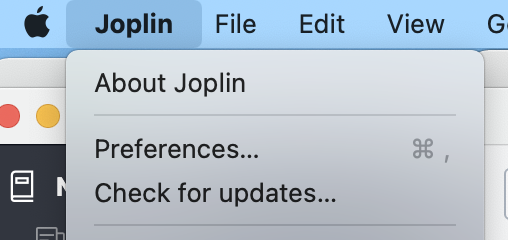 Joplin File Edit View
About Joplin
Preferences... ⌘ ,
Check for updates...